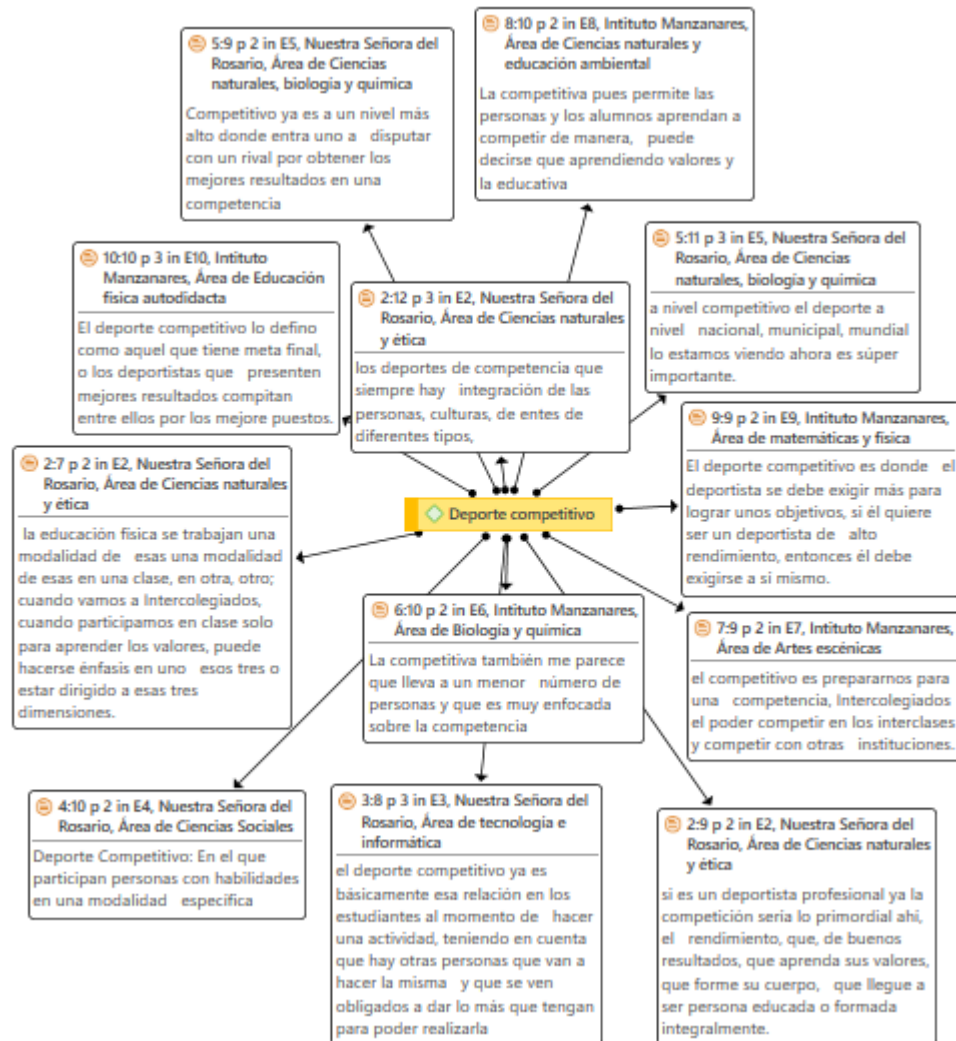 5:9 p 2 in E5, Nuestra Señora del
Rosario, Área de Ciencias
naturales, biología y química
Competitivo ya es a un nivel más
alto donde entra uno a disputar
con un rival por obtener los
mejores resultados en una
competencia
8:10 p 2 in E8, Intituto Manzanares,
Área de Ciencias naturales y
educación ambiental
La competitiva pues permite las
personas y los alumnos aprendan a
competir de manera, puede
decirse que aprendiendo valores y
la educativa
10:10 p 3 in E10, Intituto
Manzanares, Área de Educación
física autodidacta
El deporte competitivo lo defino
como aquel que tiene meta final,
o los deportistas que presenten
mejores resultados compitan
entre ellos por los mejore puestos.
2:12 p 3 in E2, Nuestra Señora del
Rosario, Área de Ciencias naturales
y ética
los deportes de competencia que
siempre hay integración de las
personas, culturas, de entes de
diferentes tipos,
5:11 p 3 in E5, Nuestra Señora del
Rosario, Área de Ciencias
naturales, biología y química
a nivel competitivo el deporte a
nivel nacional, municipal, mundial
lo estamos viendo ahora es súper
importante.
9:9 p 2 in E9, Intituto Manzanares,
Área de matemáticas y física
El deporte competitivo es donde el
deportista se debe exigir más para
lograr unos objetivos, si él quiere
ser un deportista de alto
rendimiento, entonces él debe
exigirse a sí mismo.
2:7 p 2 in E2, Nuestra Señora del
Rosario, Área de Ciencias naturales
y ética
la educación física se trabajan una
modalidad de esas una modalidad
de esas en una clase, en otra, otro;
cuando vamos a Intercolegiados,
cuando participamos en clase solo
para aprender los valores, puede
hacerse énfasis en uno esos tres o
estar dirigido a esas tres
dimensiones.
Deporte competitivo
6:10 p 2 in E6, Intituto Manzanares,
Área de Biología y química
La competitiva también me parece
que lleva a un menor número de
personas y que es muy enfocada
sobre la competencia
7:9 p 2 in E7, Intituto Manzanares,
Área de Artes escénicas
el competitivo es prepararnos para
una competencia, Intercolegiados
el poder competir en los interclases
y competir con otras instituciones.
4:10 p 2 in E4, Nuestra Señora del
Rosario, Área de Ciencias Sociales
Deporte Competitivo: En el que
participan personas con habilidades
en una modalidad específica
3:8 p 3 in E3, Nuestra Señora del
Rosario, Área de tecnología e
informática
el deporte competitivo ya es
básicamente esa relación en los
estudiantes al momento de hacer
una actividad, teniendo en cuenta
que hay otras personas que van a
hacer la misma y que se ven
obligados a dar lo más que tengan
para poder realizarla
2:9 p 2 in E2, Nuestra Señora del
Rosario, Área de Ciencias naturales
y ética
si es un deportista profesional ya la
competición sería lo primordial ahí,
el rendimiento, que, de buenos
resultados, que aprenda sus valores,
que forme su cuerpo, que llegue a
ser persona educada o formada
integralmente.